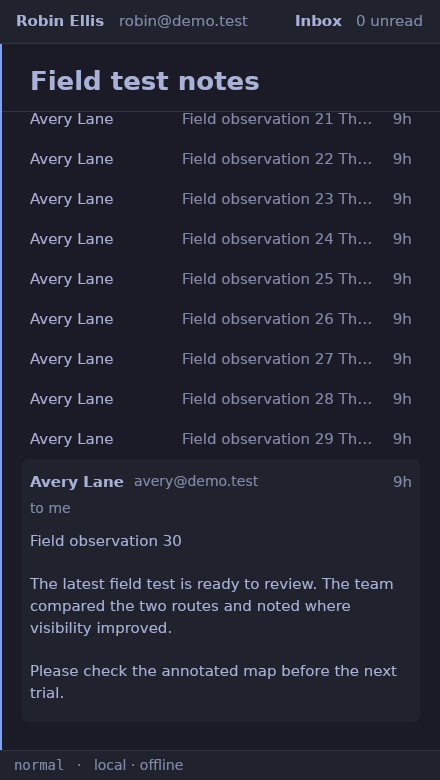 Robin Ellis robin@demo.test Inbox 0 unread
Field test notes
Avery Lane Field observation 21 Th... 9h
Avery Lane Field observation 22 Th... 9h
Avery Lane Field observation 23 Th... 9h
Avery Lane Field observation 24 Th... 9h
Avery Lane Field observation 25 Th... 9h
Avery Lane Field observation 26 Th... 9h
Avery Lane Field observation 27 Th... 9h
Avery Lane Field observation 28 Th... 9h
Avery Lane Field observation 29 Th... 9h
Avery Lane avery@demo.test 9h
to me
Field observation 30
The latest field test is ready to review. The team
compared the two routes and noted where
visibility improved.
Please check the annotated map before the next
trial.
normal · local · offline